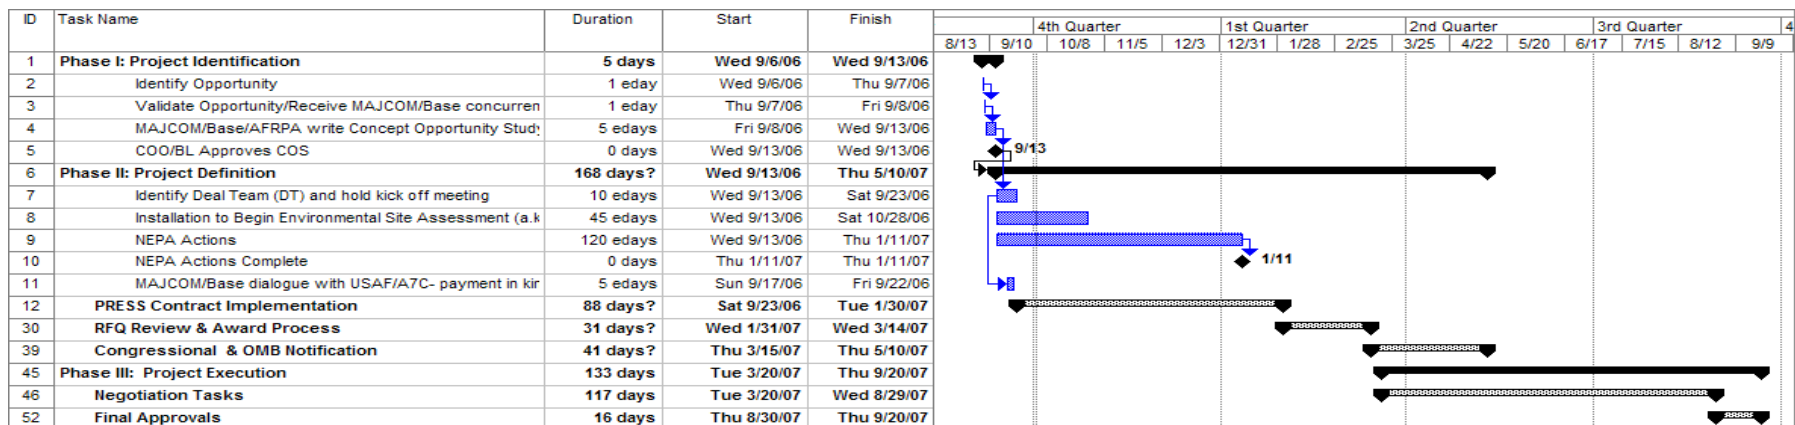 ID Task Name Duration Start Finish
4th Quarter 1st Quarter 2nd Quarter 3rd Quarter 4
8/13 9/10 10/8 11/5 12/3 12/31 1/28 2/25 3/25 4/22 5/20 6/17 7/15 8/12 9/9
1 Phase I: Project Identification 5 days Wed 9/6/06 Wed 9/13/06
2 Identify Opportunity 1 eday Wed 9/6/06 Thu 9/7/06
3 Validate Opportunity/Receive MAJCOM/Base concurren 1 eday Thu 9/7/06 Fri 9/8/06
4 MAJCOM/Base/AFRPA write Concept Opportunity Study 5 edays Fri 9/8/06 Wed 9/13/06
5 COO/BL Approves COS 0 days Wed 9/13/06 Wed 9/13/06 9/13
6 Phase II: Project Definition 168 days? Wed 9/13/06 Thu 5/10/07
7 Identify Deal Team (DT) and hold kick off meeting 10 edays Wed 9/13/06 Sat 9/23/06
8 Installation to Begin Environmental Site Assessment (a.k 45 edays Wed 9/13/06 Sat 10/28/06
9 NEPA Actions 120 edays Wed 9/13/06 Thu 1/11/07
10 NEPA Actions Complete 0 days Thu 1/11/07 Thu 1/11/07 1/11
11 MAJCOM/Base dialogue with USAF/A7C- payment in kir 5 edays Sun 9/17/06 Fri 9/22/06
12 PRESS Contract Implementation 88 days? Sat 9/23/06 Tue 1/30/07
30 RFQ Review & Award Process 31 days? Wed 1/31/07 Wed 3/14/07
39 Congressional & OMB Notification 41 days? Thu 3/15/07 Thu 5/10/07
45 Phase III: Project Execution 133 days Tue 3/20/07 Thu 9/20/07
46 Negotiation Tasks 117 days Tue 3/20/07 Wed 8/29/07
52 Final Approvals 16 days Thu 8/30/07 Thu 9/20/07